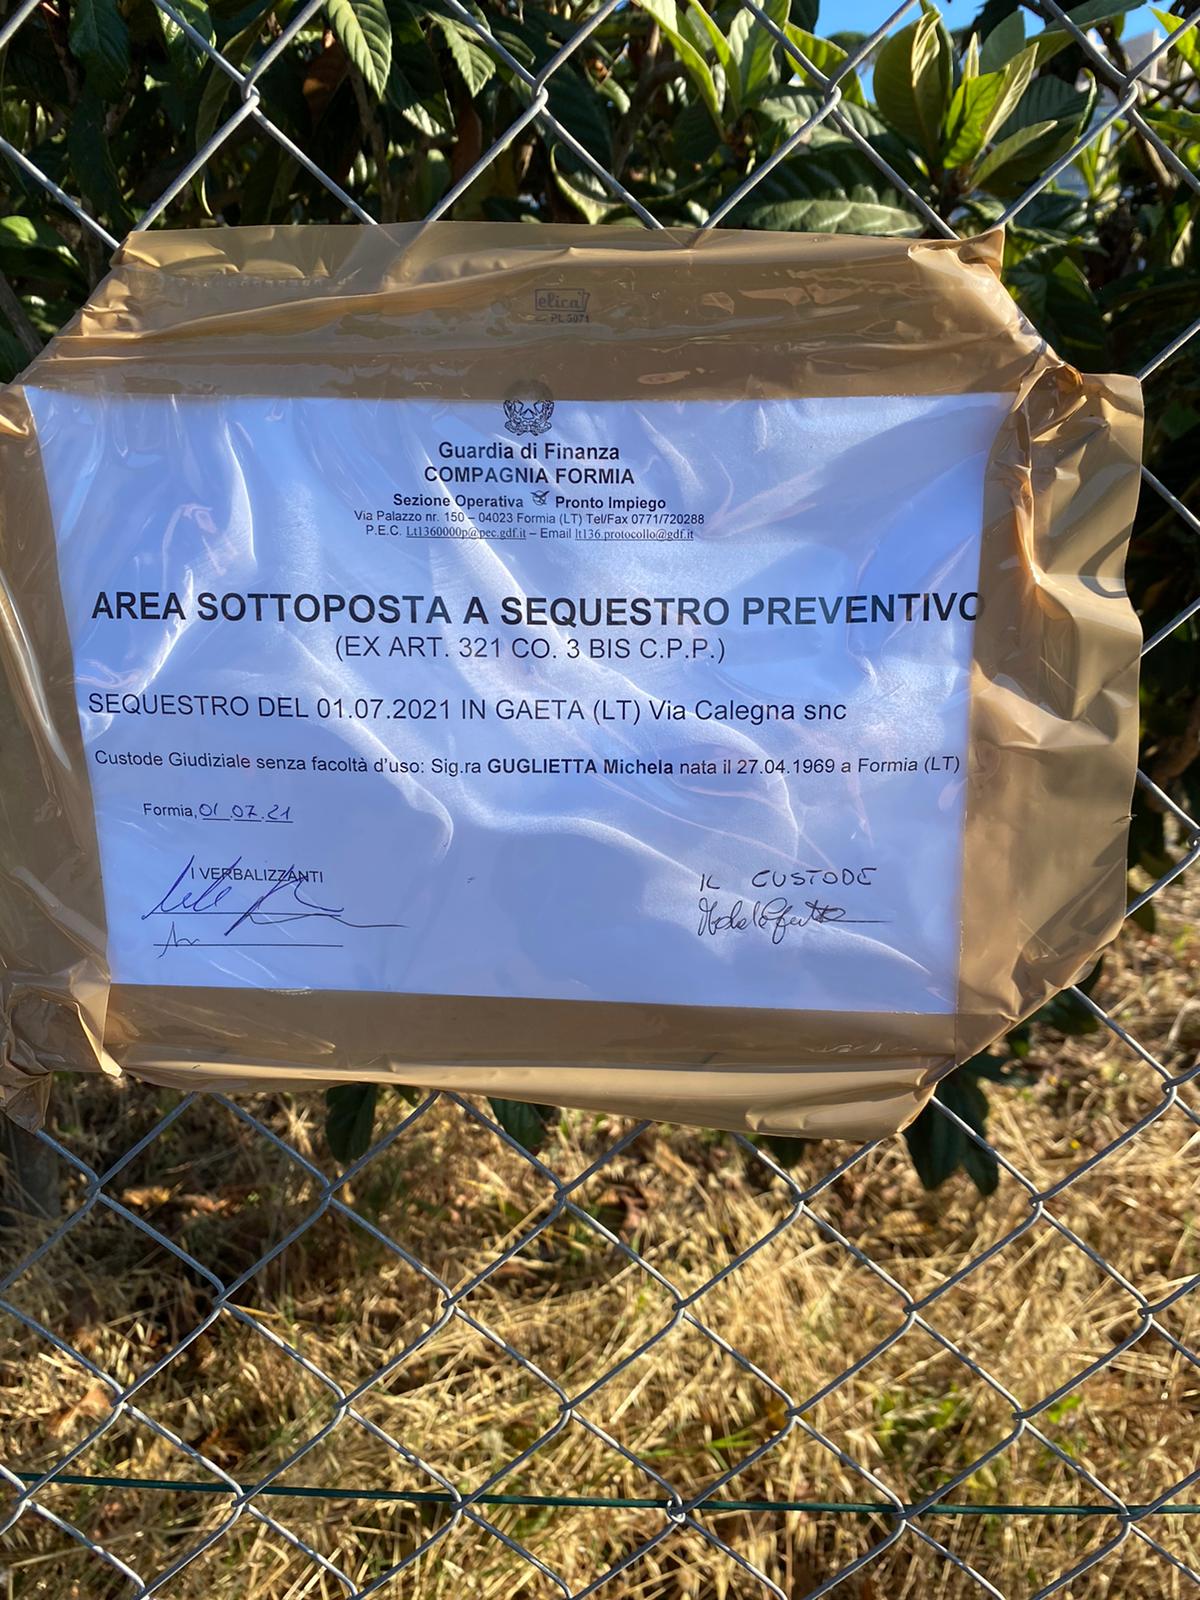 elica
PL 5071
Guardia di Finanza
COMPAGNIA FORMIA
Sezione Operativa Pronto Impiego
Via Palazzo nr. 150 – 04023 Formia (LT) Tel/Fax 0771/720288
P.E.C. Lt1360000p@pec.gdf.it – Email lt136.protocollo@gdf.it
AREA SOTTOPOSTA A SEQUESTRO PREVENTIVO
(EX ART. 321 CO. 3 BIS C.P.P.)
SEQUESTRO DEL 01.07.2021 IN GAETA (LT) Via Calegna snc
Custode Giudiziale senza facoltà d'uso: Sig.ra GUGLIETTA Michela nata il 27.04.1969 a Formia (LT)
Formia, 01.07.21
I VERBALIZZANTI
IL CUSTODE